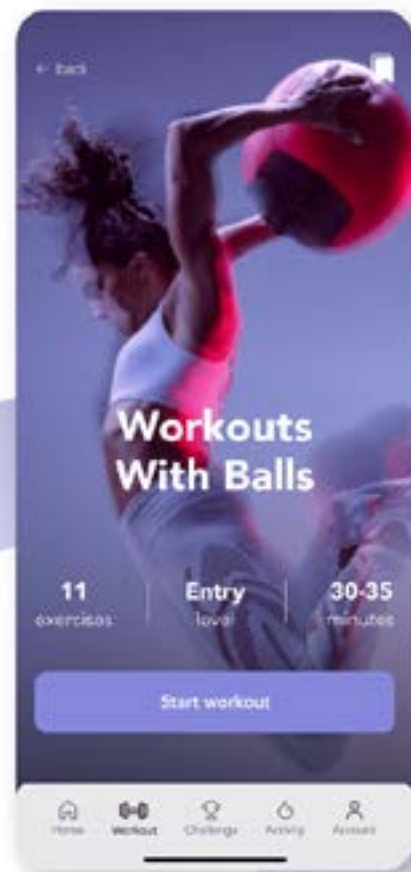 ← back
Workouts
With Balls
11
exercises
Entry
level
30-35
minutes
Start workout
Home
Workout
Challenge
Activity
Account